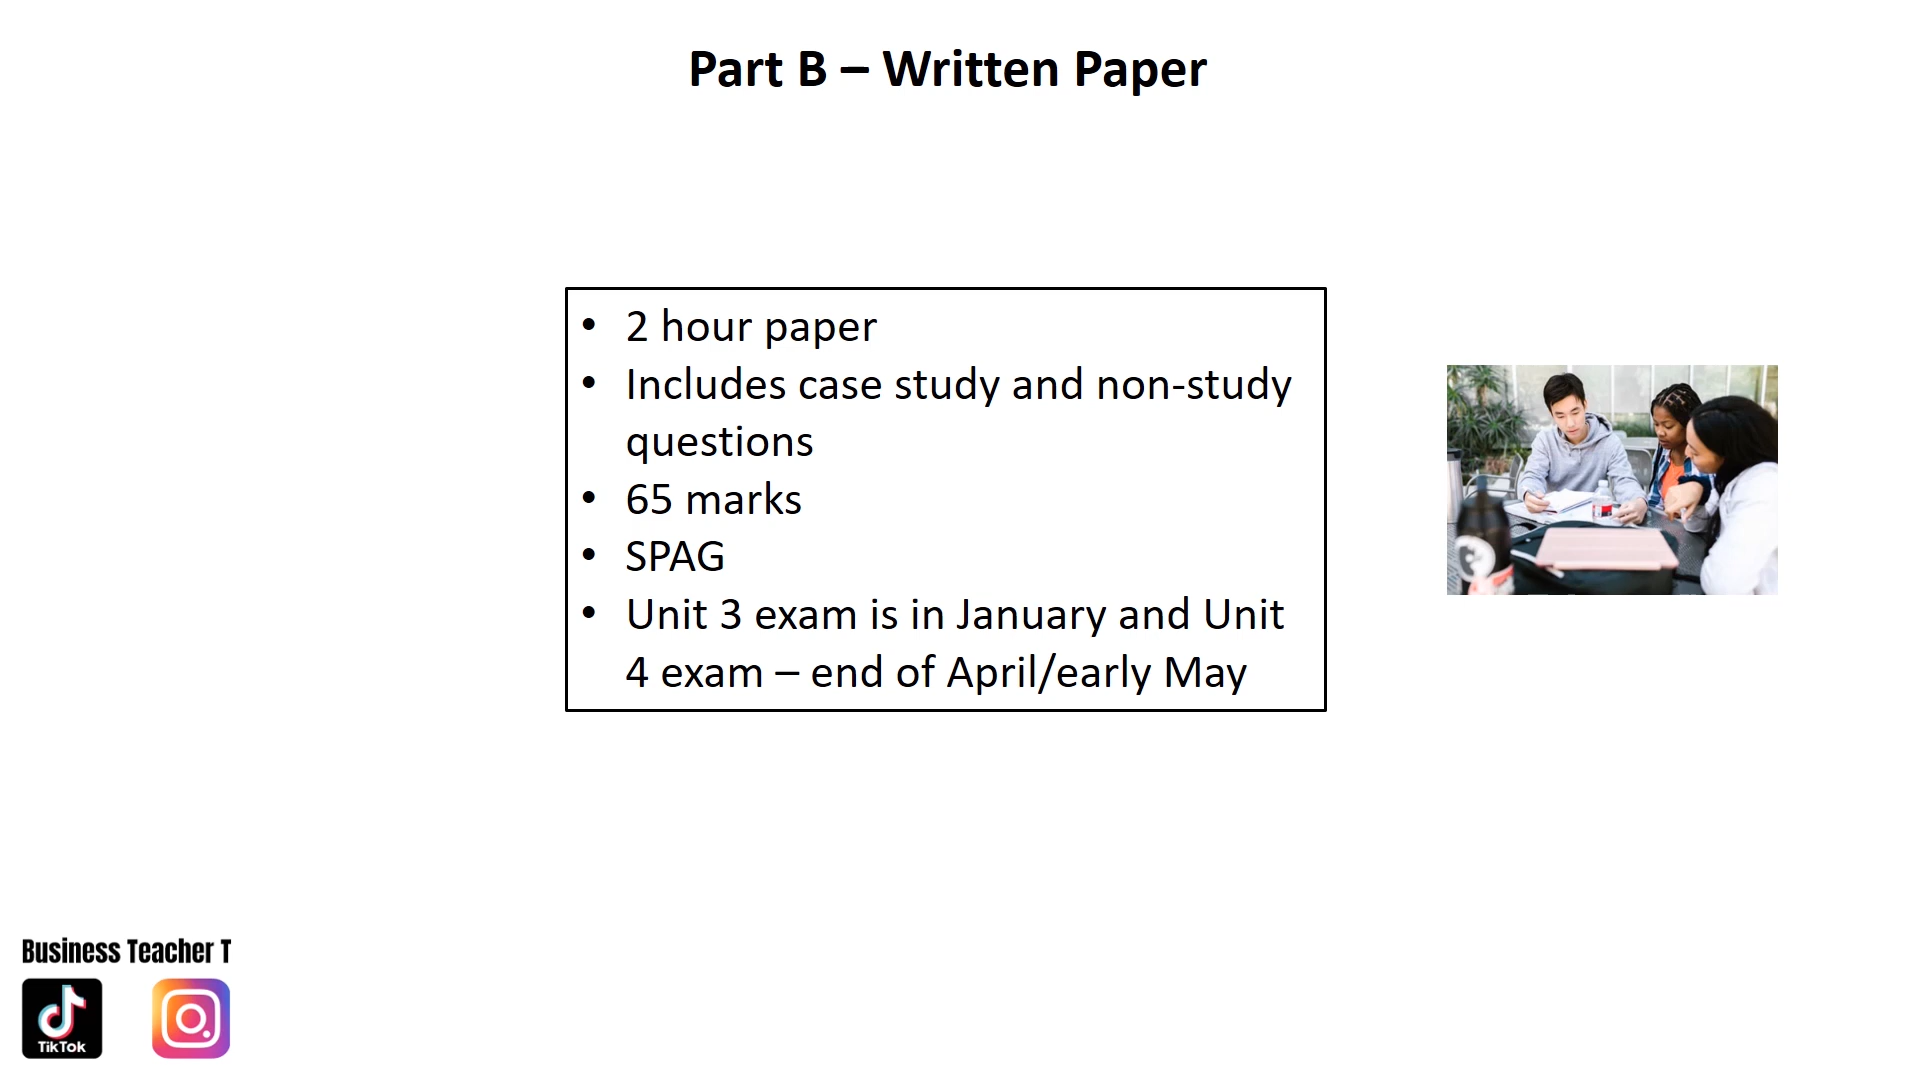 Part B – Written Paper
• 2 hour paper
• Includes case study and non-study
questions
• 65 marks
• SPAG
• Unit 3 exam is in January and Unit
4 exam – end of April/early May
Business Teacher T
TikTok